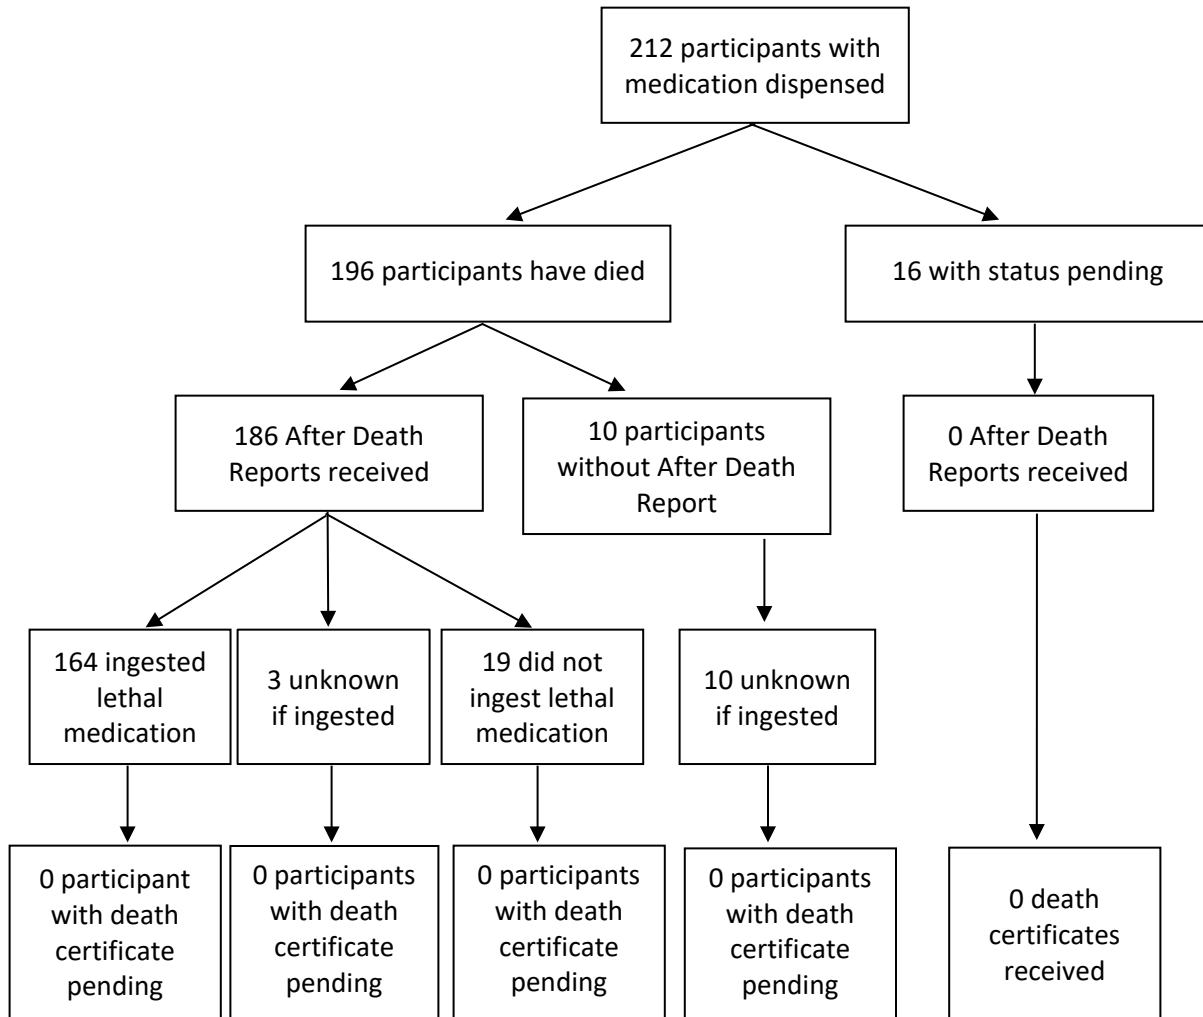 212 participants with
medication dispensed
196 participants have died
16 with status pending
186 After Death
Reports received
10 participants
without After Death
Report
0 After Death
Reports received
164 ingested
lethal
medication
3 unknown
if ingested
19 did not
ingest lethal
medication
10 unknown
if ingested
0 participant
with death
certificate
pending
0 participants
with death
certificate
pending
0 participants
with death
certificate
pending
0 participants
with death
certificate
pending
0 death
certificates
received